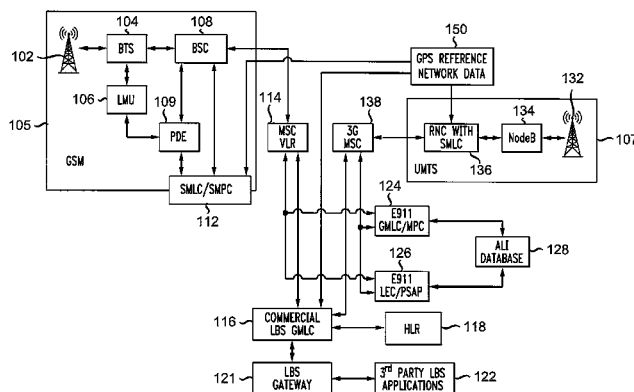 102
104
BTS
108
BSC
150
GPS REFERENCE
NETWORK DATA
132
106
LMU
109
PDE
114
MSC
VLR
138
3G
MSC
RNC WITH
SMLC
136
134
NodeB
107
UMTS
105
GSM
SMLC/SMPC
112
124
E911
GMLC/MPC
126
E911
LEC/PSAP
ALI
DATABASE
128
116
COMMERCIAL
LBS GMLC
HLR
118
121
LBS
GATEWAY
3rd PARTY LBS
APPLICATIONS
122